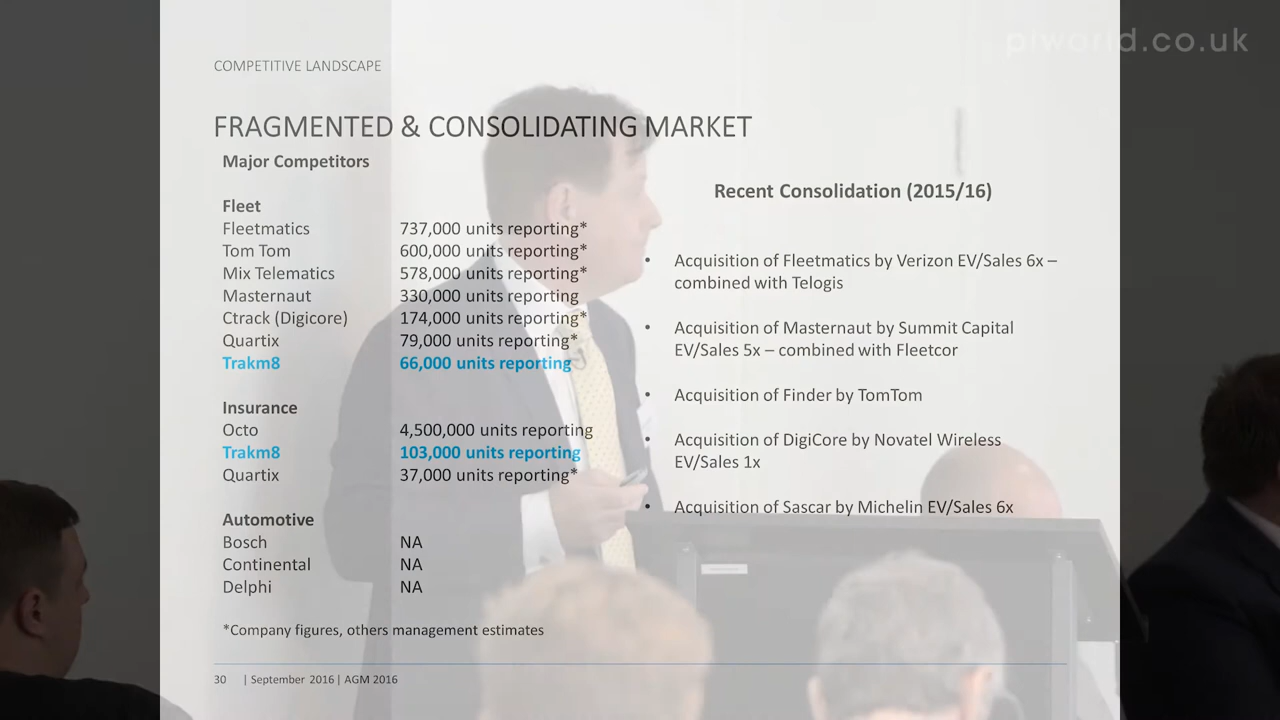 piworld.co.uk
COMPETITIVE LANDSCAPE
FRAGMENTED & CONSOLIDATING MARKET
Major Competitors
Fleet
Fleetmatics 737,000 units reporting*
Tom Tom 600,000 units reporting*
Mix Telematics 578,000 units reporting*
Masternaut 330,000 units reporting
Ctrack (Digicore) 174,000 units reporting*
Quartix 79,000 units reporting*
Trakm8 66,000 units reporting
Insurance
Octo 4,500,000 units reporting
Trakm8 103,000 units reporting
Quartix 37,000 units reporting*
Automotive
Bosch NA
Continental NA
Delphi NA
*Company figures, others management estimates
Recent Consolidation (2015/16)
• Acquisition of Fleetmatics by Verizon EV/Sales 6x –
combined with Telogis
• Acquisition of Masternaut by Summit Capital
EV/Sales 5x – combined with Fleetcor
• Acquisition of Finder by TomTom
• Acquisition of DigiCore by Novatel Wireless
EV/Sales 1x
• Acquisition of Sascar by Michelin EV/Sales 6x
30 | September 2016 | AGM 2016